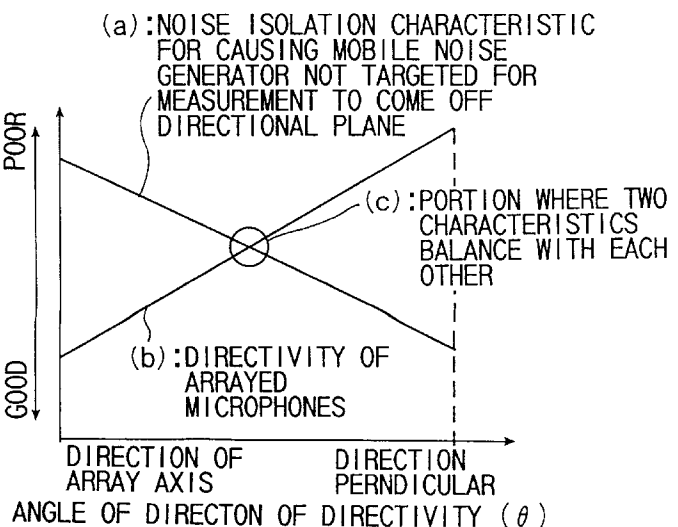 (a):NOISE ISOLATION CHARACTERISTIC
FOR CAUSING MOBILE NOISE
GENERATOR NOT TARGETED FOR
MEASUREMENT TO COME OFF
DIRECTIONAL PLANE
POOR
(c):PORTION WHERE TWO
CHARACTERISTICS
BALANCE WITH EACH
OTHER
(b):DIRECTIVITY OF
ARRAYED
MICROPHONES
GOOD
DIRECTION OF
ARRAY AXIS
DIRECTION
PERNDICULAR
ANGLE OF DIRECTON OF DIRECTIVITY (θ)